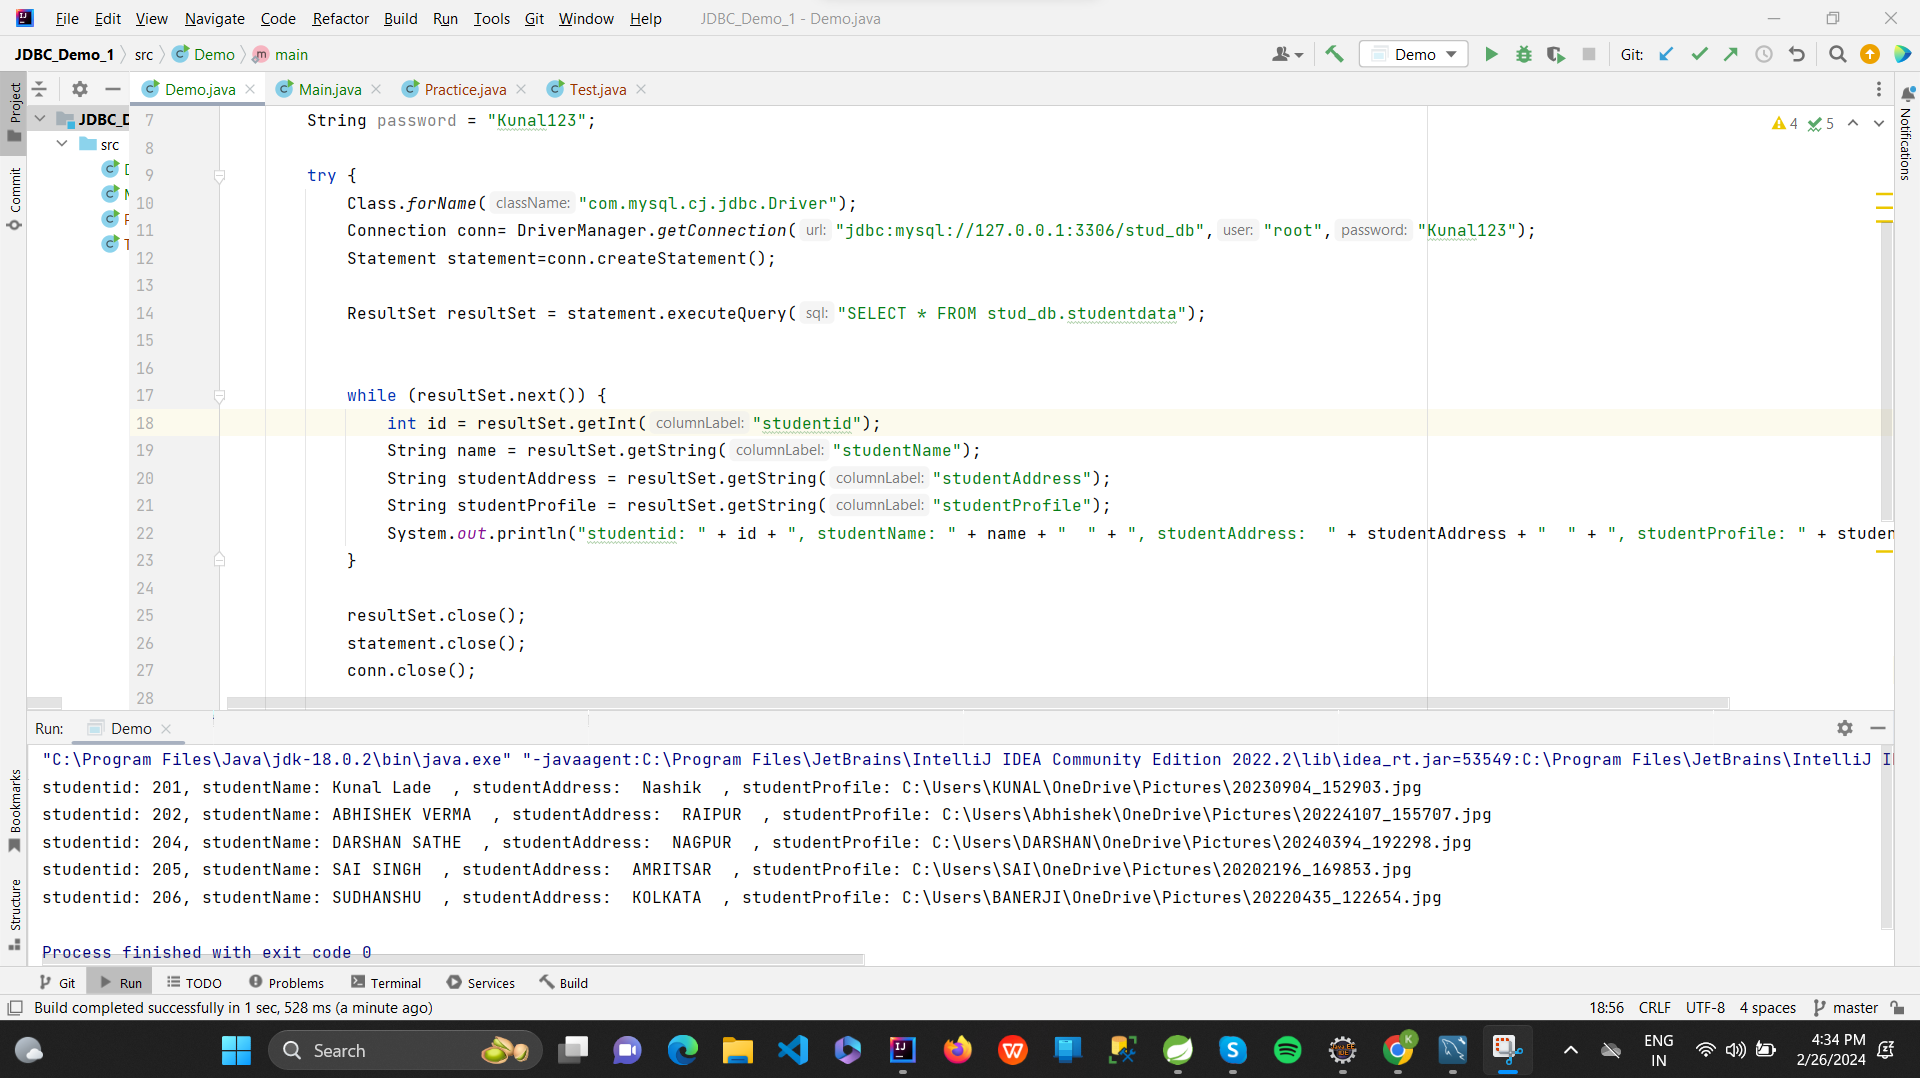 File Edit View Navigate Code Refactor Build Run Tools Git Window Help JDBC_Demo_1 - Demo.java
JDBC_Demo_1 src Demo main Demo Git:
Demo.java Main.java Practice.java Test.java
Project
Commit
Bookmarks
Structure
Notifications
JDBC_D
src
4 5
7 String password = "Kunal123";
8
9 try {
10 Class.forName( className: "com.mysql.cj.jdbc.Driver");
11 Connection conn= DriverManager.getConnection( url: "jdbc:mysql://127.0.0.1:3306/stud_db", user: "root", password: "Kunal123");
12 Statement statement=conn.createStatement();
13
14 ResultSet resultSet = statement.executeQuery( sql: "SELECT * FROM stud_db.studentdata");
15
16
17 while (resultSet.next()) {
18 int id = resultSet.getInt( columnLabel: "studentid");
19 String name = resultSet.getString( columnLabel: "studentName");
20 String studentAddress = resultSet.getString( columnLabel: "studentAddress");
21 String studentProfile = resultSet.getString( columnLabel: "studentProfile");
22 System.out.println("studentid: " + id + ", studentName: " + name + "  " + ", studentAddress:  " + studentAddress + "  " + ", studentProfile: " + studen
23 }
24
25 resultSet.close();
26 statement.close();
27 conn.close();
28
Run: Demo
"C:\Program Files\Java\jdk-18.0.2\bin\java.exe" "-javaagent:C:\Program Files\JetBrains\IntelliJ IDEA Community Edition 2022.2\lib\idea_rt.jar=53549:C:\Program Files\JetBrains\IntelliJ I
studentid: 201, studentName: Kunal Lade  , studentAddress:  Nashik  , studentProfile: C:\Users\KUNAL\OneDrive\Pictures\20230904_152903.jpg
studentid: 202, studentName: ABHISHEK VERMA  , studentAddress:  RAIPUR  , studentProfile: C:\Users\Abhishek\OneDrive\Pictures\20224107_155707.jpg
studentid: 204, studentName: DARSHAN SATHE  , studentAddress:  NAGPUR  , studentProfile: C:\Users\DARSHAN\OneDrive\Pictures\20240394_192298.jpg
studentid: 205, studentName: SAI SINGH  , studentAddress:  AMRITSAR  , studentProfile: C:\Users\SAI\OneDrive\Pictures\20202196_169853.jpg
studentid: 206, studentName: SUDHANSHU  , studentAddress:  KOLKATA  , studentProfile: C:\Users\BANERJI\OneDrive\Pictures\20220435_122654.jpg
Process finished with exit code 0
Git Run TODO Problems Terminal Services Build
Build completed successfully in 1 sec, 528 ms (a minute ago) 18:56 CRLF UTF-8 4 spaces master
Search ENG 4:34 PM
IN 2/26/2024